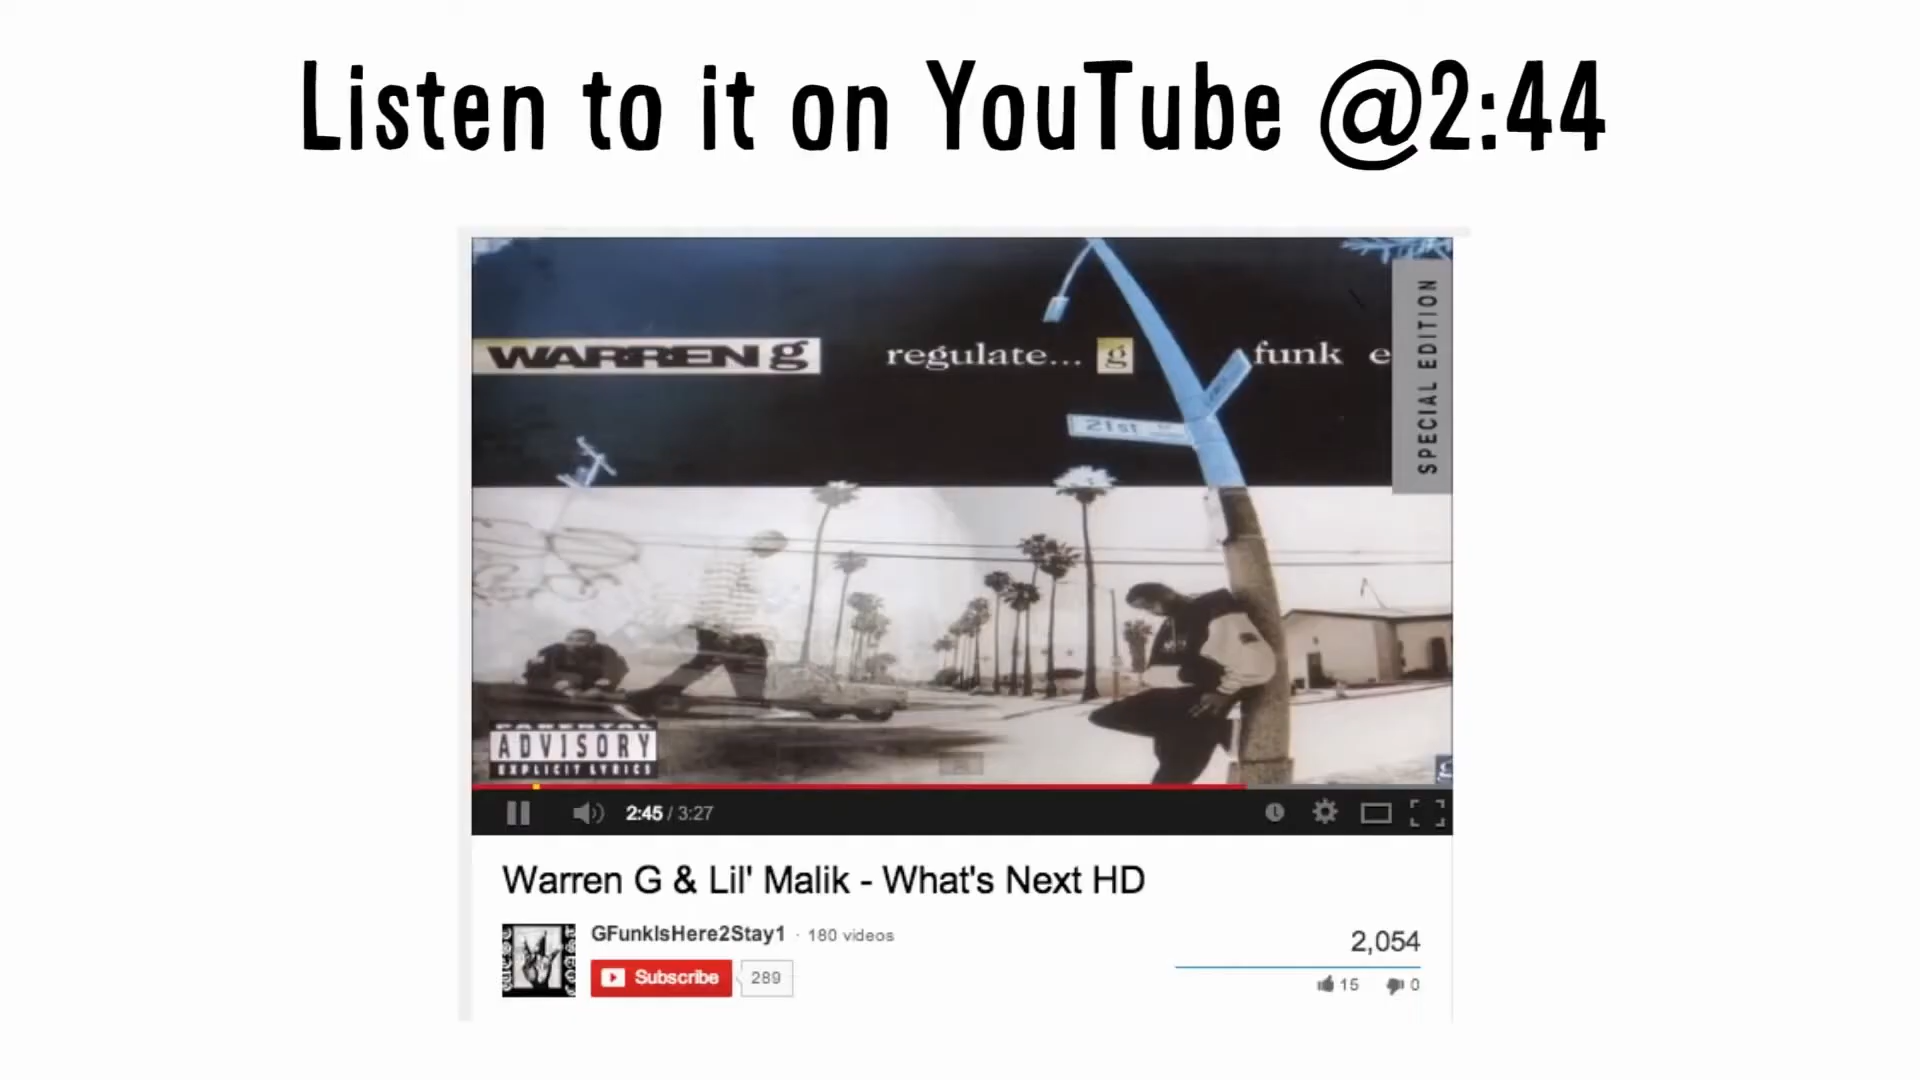 Listen to it on YouTube @2:44
WARREN g regulate... g funk e
SPECIAL EDITION
21st
PARENTAL
ADVISORY
EXPLICIT LYRICS
2:45 / 3:27
Warren G & Lil' Malik - What's Next HD
GFunkIsHere2Stay1 · 180 videos
2,054
Subscribe 289
15 0